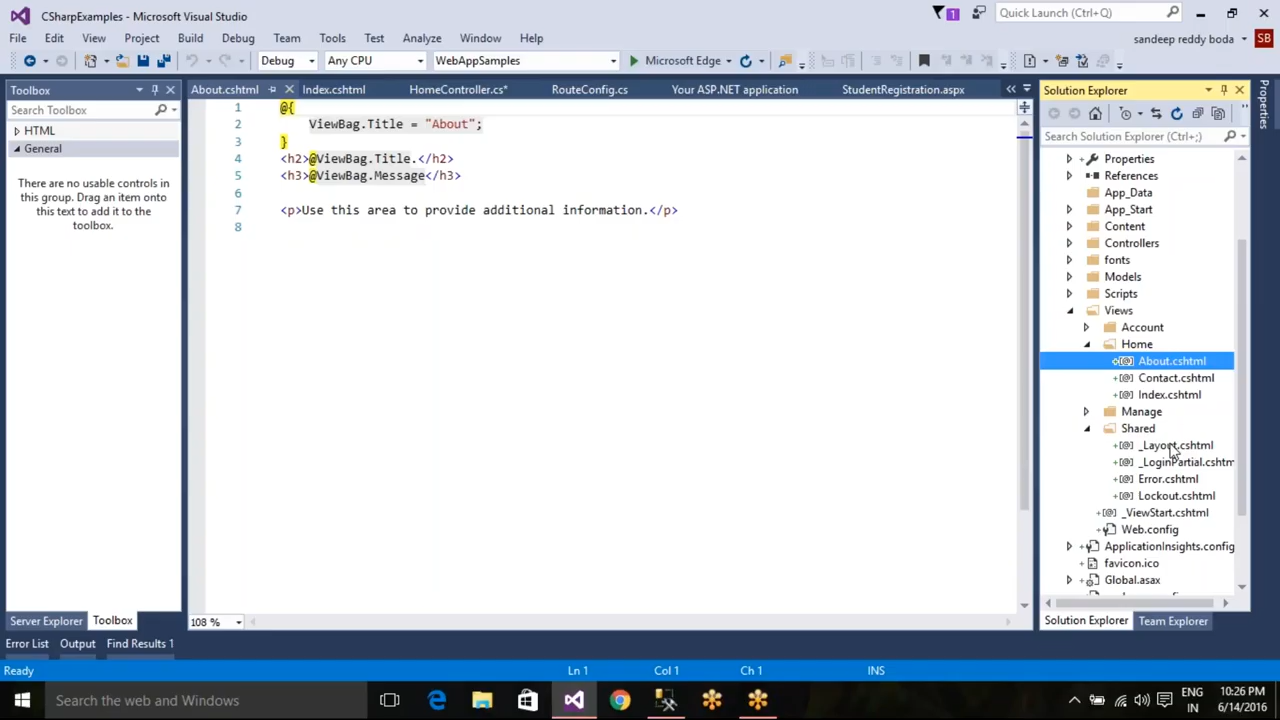 CSharpExamples - Microsoft Visual Studio
1
Quick Launch (Ctrl+Q)
File Edit View Project Build Debug Team Tools Test Analyze Window Help
sandeep reddy boda SB
Debug Any CPU WebAppSamples Microsoft Edge
Toolbox
Search Toolbox
HTML
General
There are no usable controls in
this group. Drag an item onto
this text to add it to the
toolbox.
Server Explorer Toolbox
About.cshtml Index.cshtml HomeController.cs* RouteConfig.cs Your ASP.NET application StudentRegistration.aspx
1 @{
2 ViewBag.Title = "About";
3 }
4 <h2>@ViewBag.Title.</h2>
5 <h3>@ViewBag.Message</h3>
6
7 <p>Use this area to provide additional information.</p>
8
108 %
Solution Explorer
Search Solution Explorer (Ctrl+;)
Properties
References
App_Data
App_Start
Content
Controllers
fonts
Models
Scripts
Views
Account
Home
About.cshtml
Contact.cshtml
Index.cshtml
Manage
Shared
_Layout.cshtml
_LoginPartial.cshtm
Error.cshtml
Lockout.cshtml
_ViewStart.cshtml
Web.config
ApplicationInsights.config
favicon.ico
Global.asax
Solution Explorer Team Explorer
Properties
Error List Output Find Results 1
Ready Ln 1 Col 1 Ch 1 INS
Search the web and Windows
ENG
IN
10:26 PM
6/14/2016